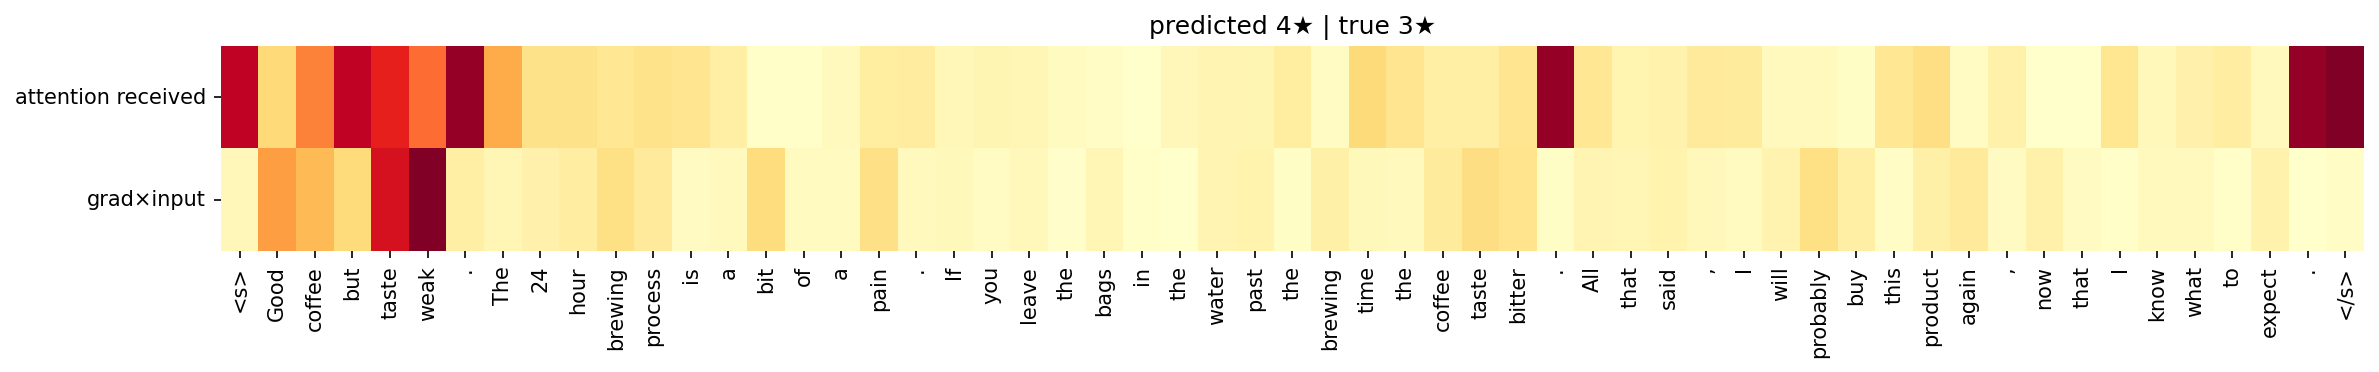 predicted 4★ | true 3★
attention received
grad×input
<s> Good coffee but taste weak . The 24 hour brewing process is a bit of a pain . If you leave the bags in the water past the brewing time the coffee taste bitter . All that said , I will probably buy this product again , now that I know what to expect . </s>